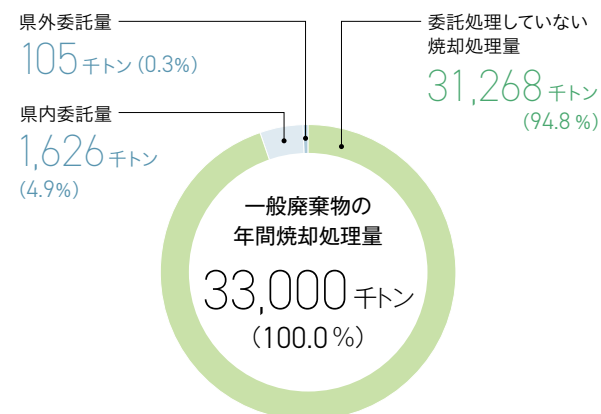 県外委託量
105 千トン (0.3%)
県内委託量
1,626 千トン
(4.9%)
委託処理していない
焼却処理量
31,268 千トン
(94.8 %)
一般廃棄物の
年間焼却処理量
33,000 千トン
(100.0 %)